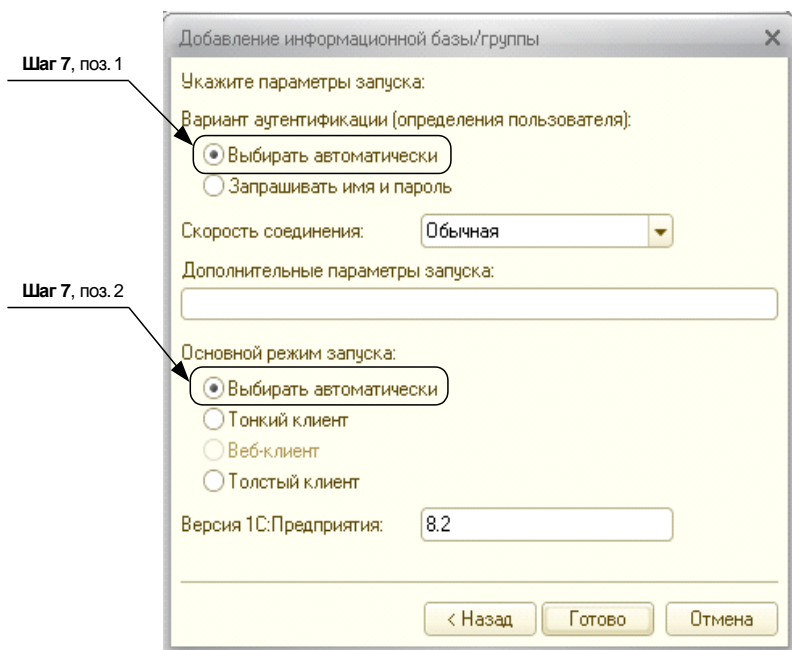 Добавление информационной базы/группы
Шаг 7, поз. 1
Укажите параметры запуска:
Вариант аутентификации (определения пользователя):
Выбирать автоматически
Запрашивать имя и пароль
Скорость соединения: Обычная
Дополнительные параметры запуска:
Шаг 7, поз. 2
Основной режим запуска:
Выбирать автоматически
Тонкий клиент
Веб-клиент
Толстый клиент
Версия 1С:Предприятия: 8.2
< Назад Готово Отмена